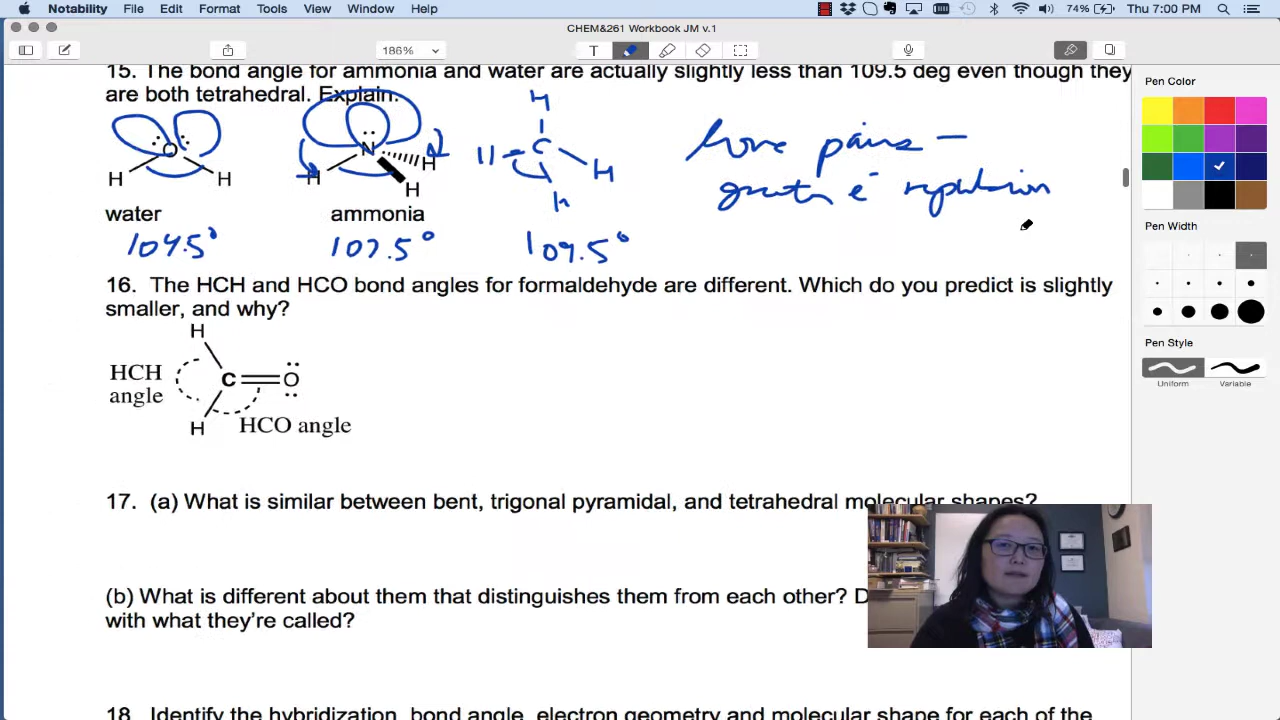 Notability File Edit Format Tools View Window Help 74% Thu 7:00 PM
CHEM&261 Workbook JM v.1
186% T
Pen Color
15. The bond angle for ammonia and water are actually slightly less than 109.5 deg even though they
are both tetrahedral. Explain.
H O H
N H H H
H C H H H
lone pairs –
greater e⁻ repulsion
water ammonia
104.5° 107.5° 109.5°
Pen Width
16. The HCH and HCO bond angles for formaldehyde are different. Which do you predict is slightly
smaller, and why?
H
HCH
angle
C O
H
HCO angle
Pen Style
Uniform Variable
17. (a) What is similar between bent, trigonal pyramidal, and tetrahedral molecular shapes?
(b) What is different about them that distinguishes them from each other? D
with what they're called?
18. Identify the hybridization, bond angle, electron geometry and molecular shape for each of the